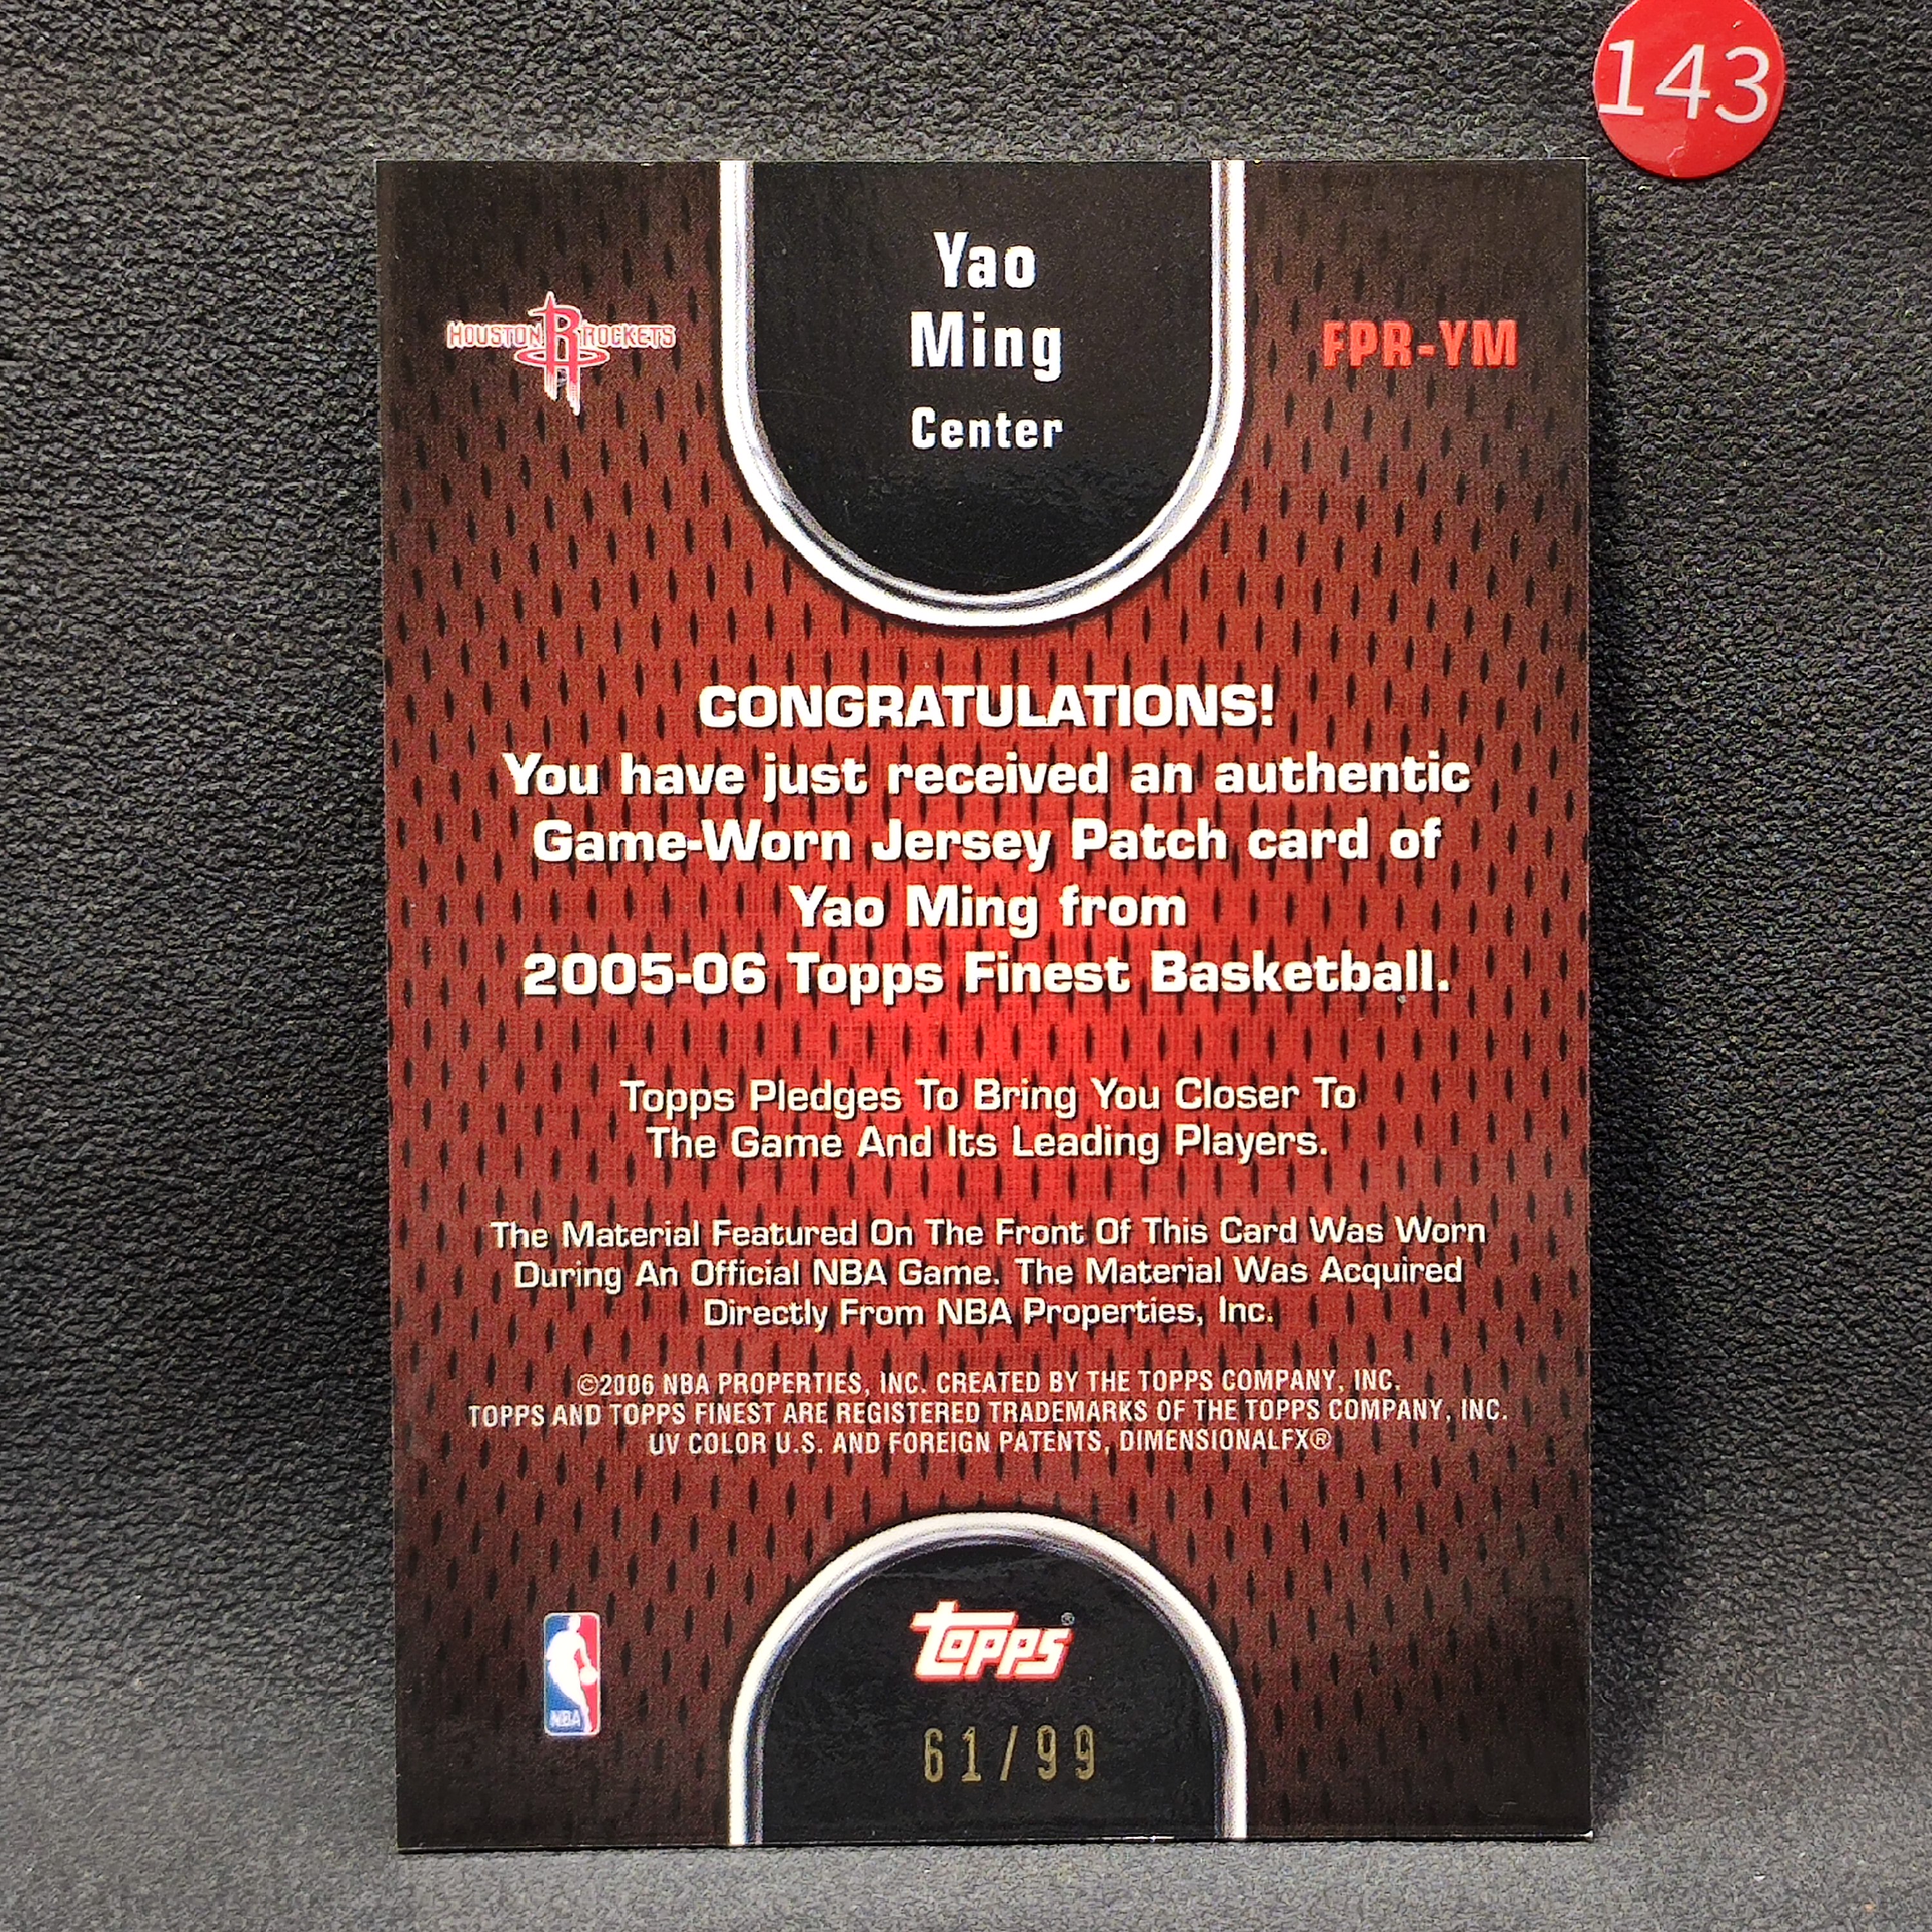 143
Yao
Ming
Center
HOUSTON R ROCKETS
FPR-YM
CONGRATULATIONS!
You have just received an authentic
Game-Worn Jersey Patch card of
Yao Ming from
2005-06 Topps Finest Basketball.
Topps Pledges To Bring You Closer To
The Game And Its Leading Players.
The Material Featured On The Front Of This Card Was Worn
During An Official NBA Game. The Material Was Acquired
Directly From NBA Properties, Inc.
©2006 NBA PROPERTIES, INC. CREATED BY THE TOPPS COMPANY, INC.
TOPPS AND TOPPS FINEST ARE REGISTERED TRADEMARKS OF THE TOPPS COMPANY, INC.
UV COLOR U.S. AND FOREIGN PATENTS, DIMENSIONALFX®
topps®
NBA
61/99